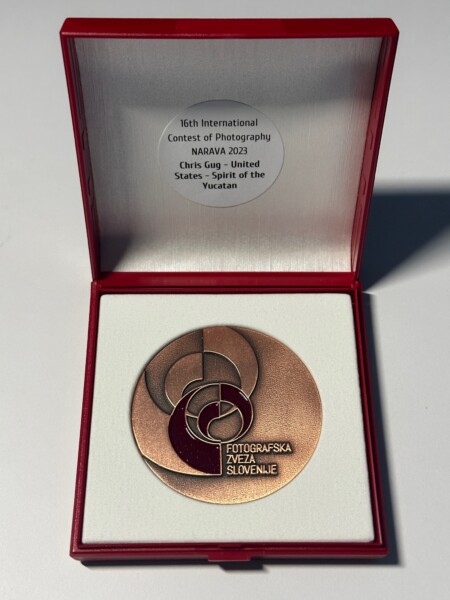 16th International
Contest of Photography
NARAVA 2023
Chris Gug - United
States - Spirit of the
Yucatan
FOTOGRAFSKA
ZVEZA
SLOVENIJE